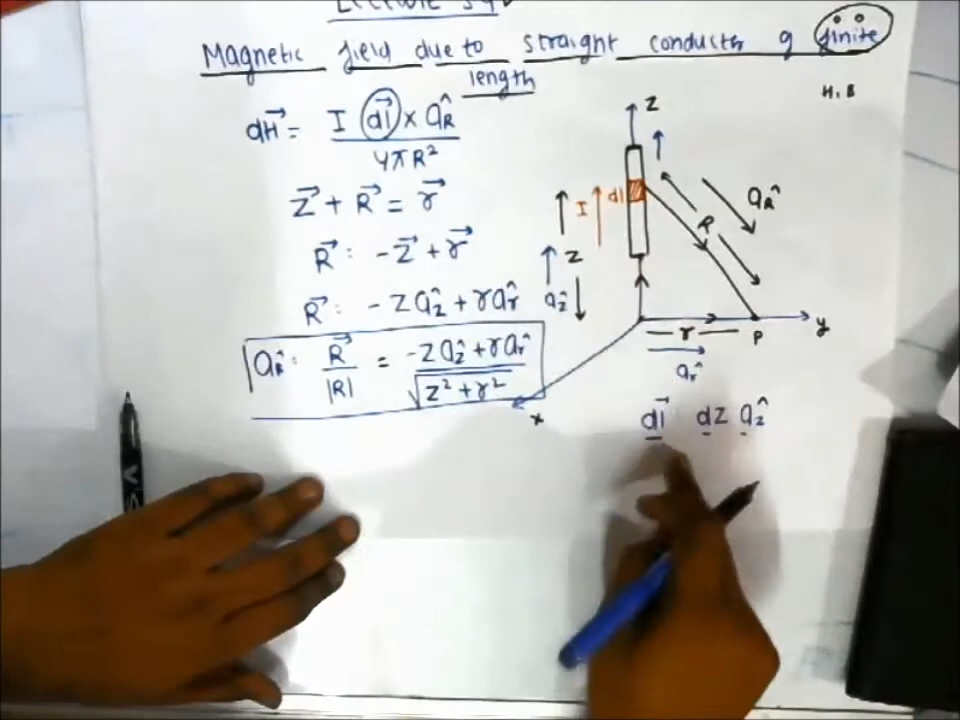 Magnetic field due to straight conductor of finite
length
H.B
dH⃗ = I dl⃗ × aR^ / 4πR²
Z⃗ + R⃗ = r⃗
R⃗ : -Z⃗ + r⃗
R⃗ : - Z aZ^ + r ar^
aR^ : R⃗ / |R| = -Z aZ^ + r ar^ / √(Z² + r²)
Z
I
dl
R
aR^
Z
aZ^
r
P
y
ar^
x
dl⃗ dZ aZ^